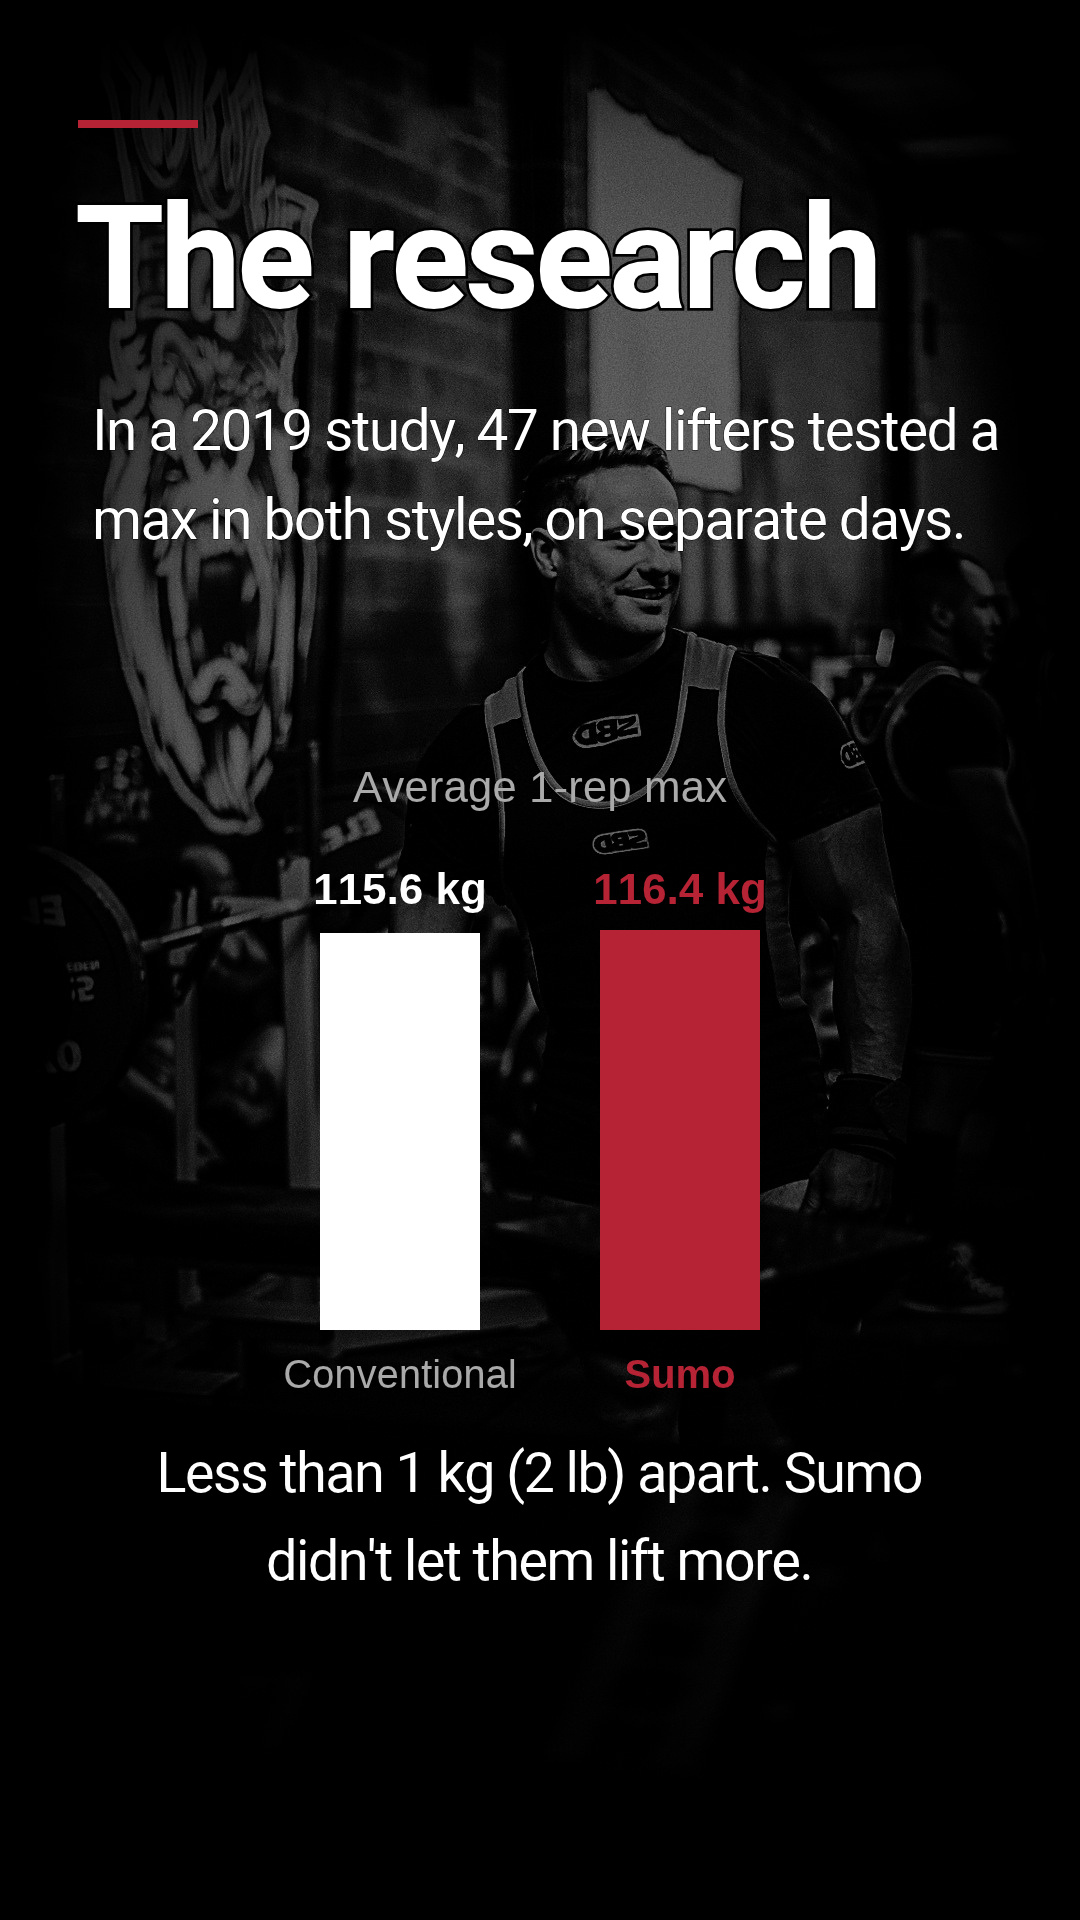 The research
In a 2019 study, 47 new lifters tested a
max in both styles, on separate days.
Average 1-rep max
115.6 kg
116.4 kg
Conventional
Sumo
Less than 1 kg (2 lb) apart. Sumo
didn't let them lift more.